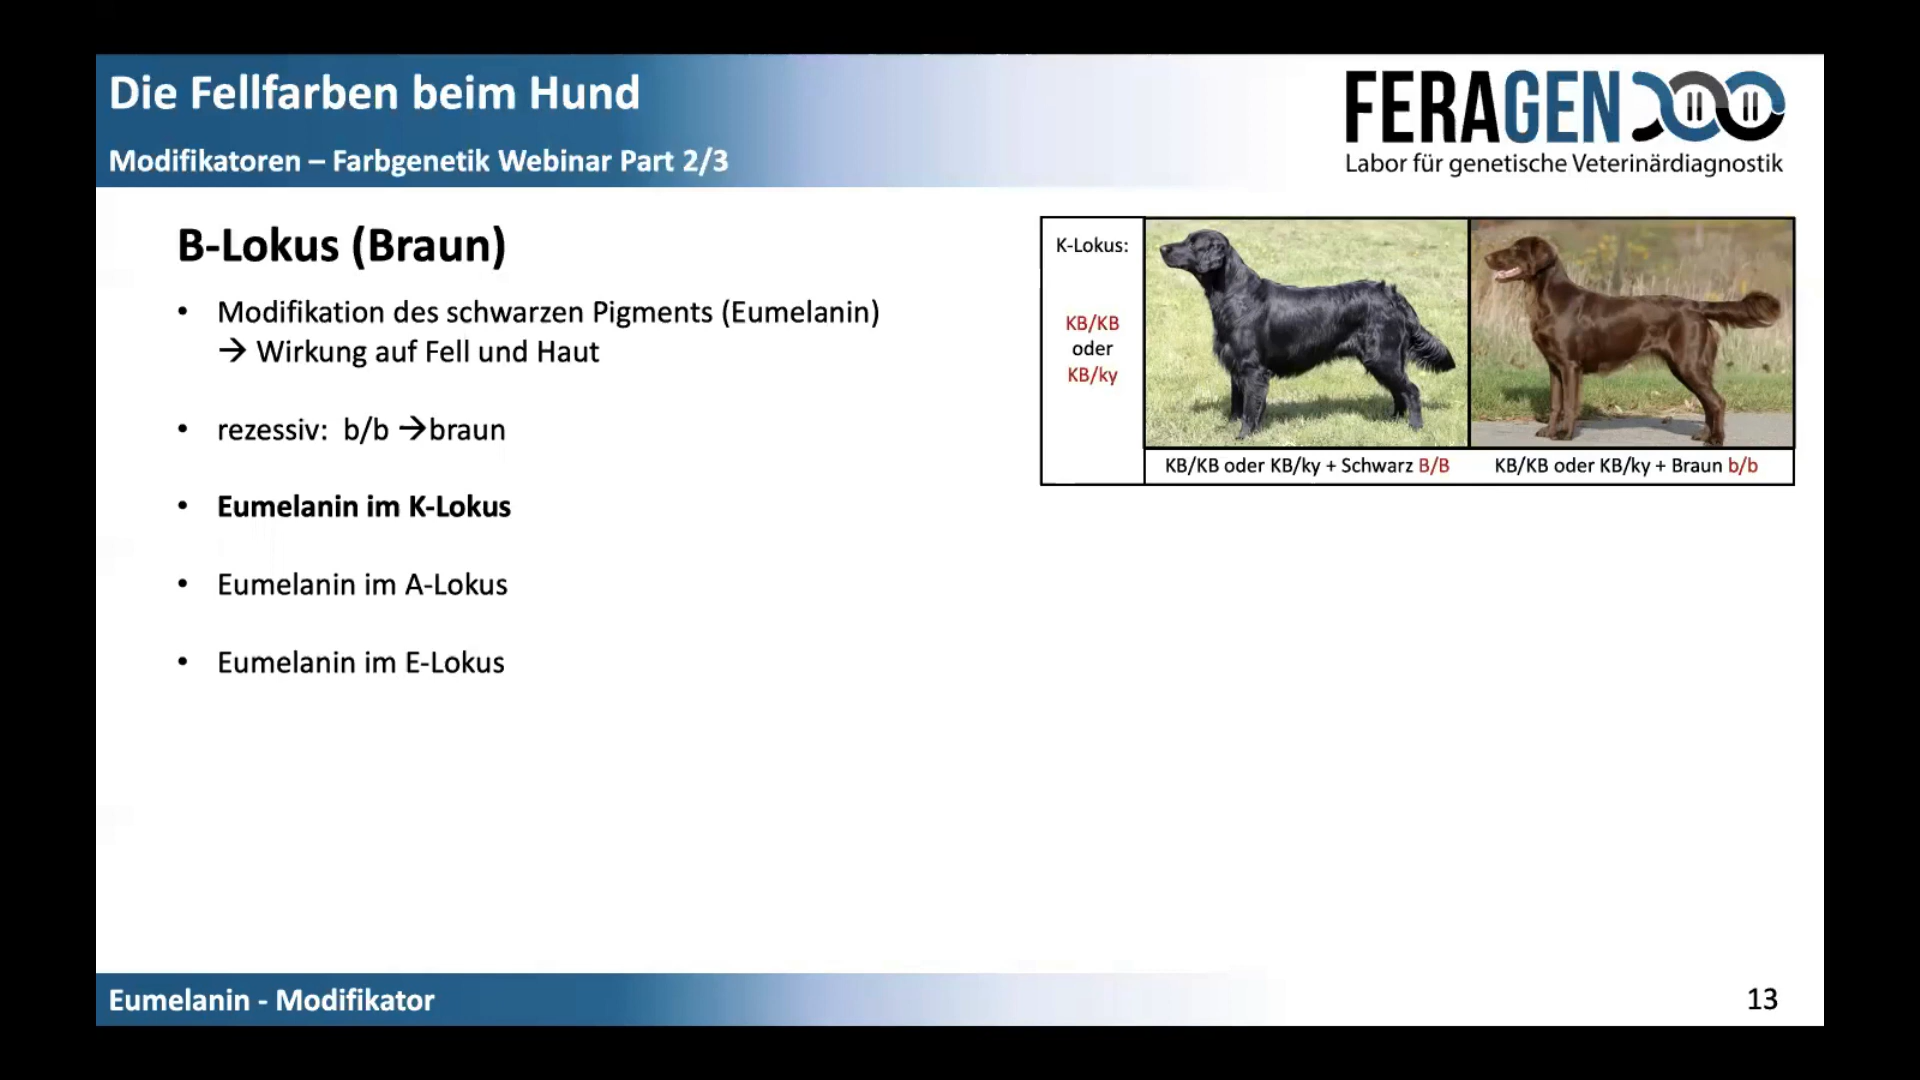 Die Fellfarben beim Hund
Modifikatoren – Farbgenetik Webinar Part 2/3
FERAGEN
Labor für genetische Veterinärdiagnostik
B-Lokus (Braun)
• Modifikation des schwarzen Pigments (Eumelanin)
→ Wirkung auf Fell und Haut
• rezessiv: b/b →braun
• Eumelanin im K-Lokus
• Eumelanin im A-Lokus
• Eumelanin im E-Lokus
K-Lokus:
KB/KB
oder
KB/ky
KB/KB oder KB/ky + Schwarz B/B
KB/KB oder KB/ky + Braun b/b
Eumelanin - Modifikator
13